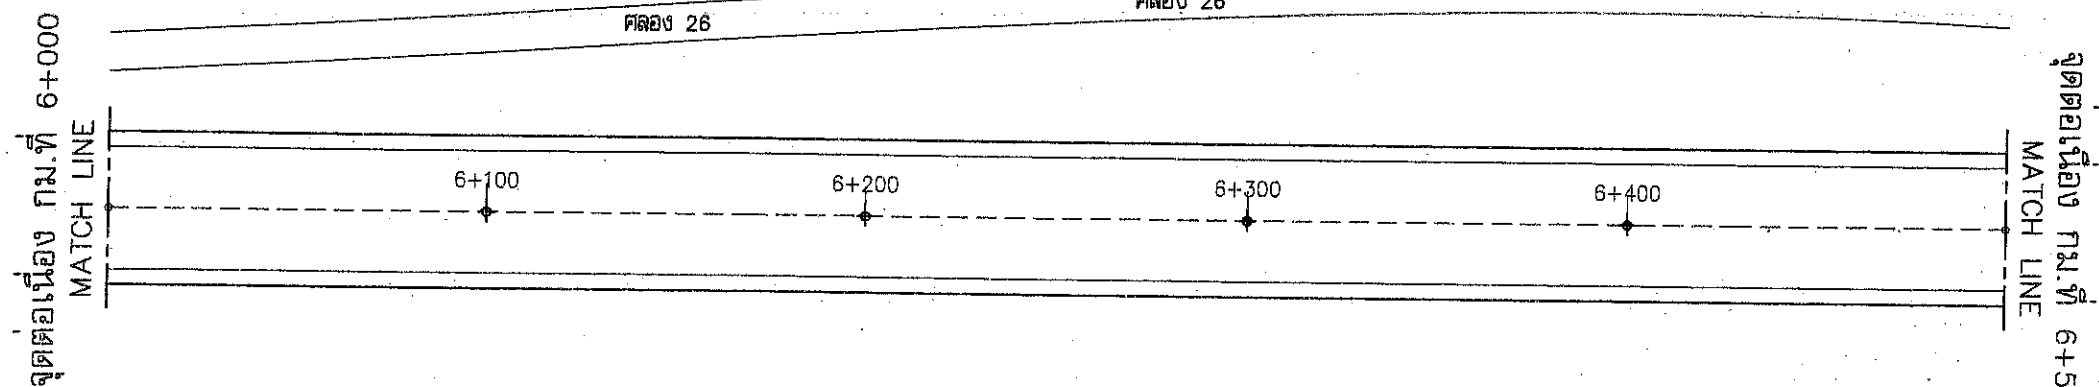 คลอง 26
คลอง 26
จุดต่อเนื่อง กม.ที่ 6+000
MATCH LINE
6+100
6+200
6+300
6+400
MATCH LINE
จุดต่อเนื่อง กม.ที่ 6+5